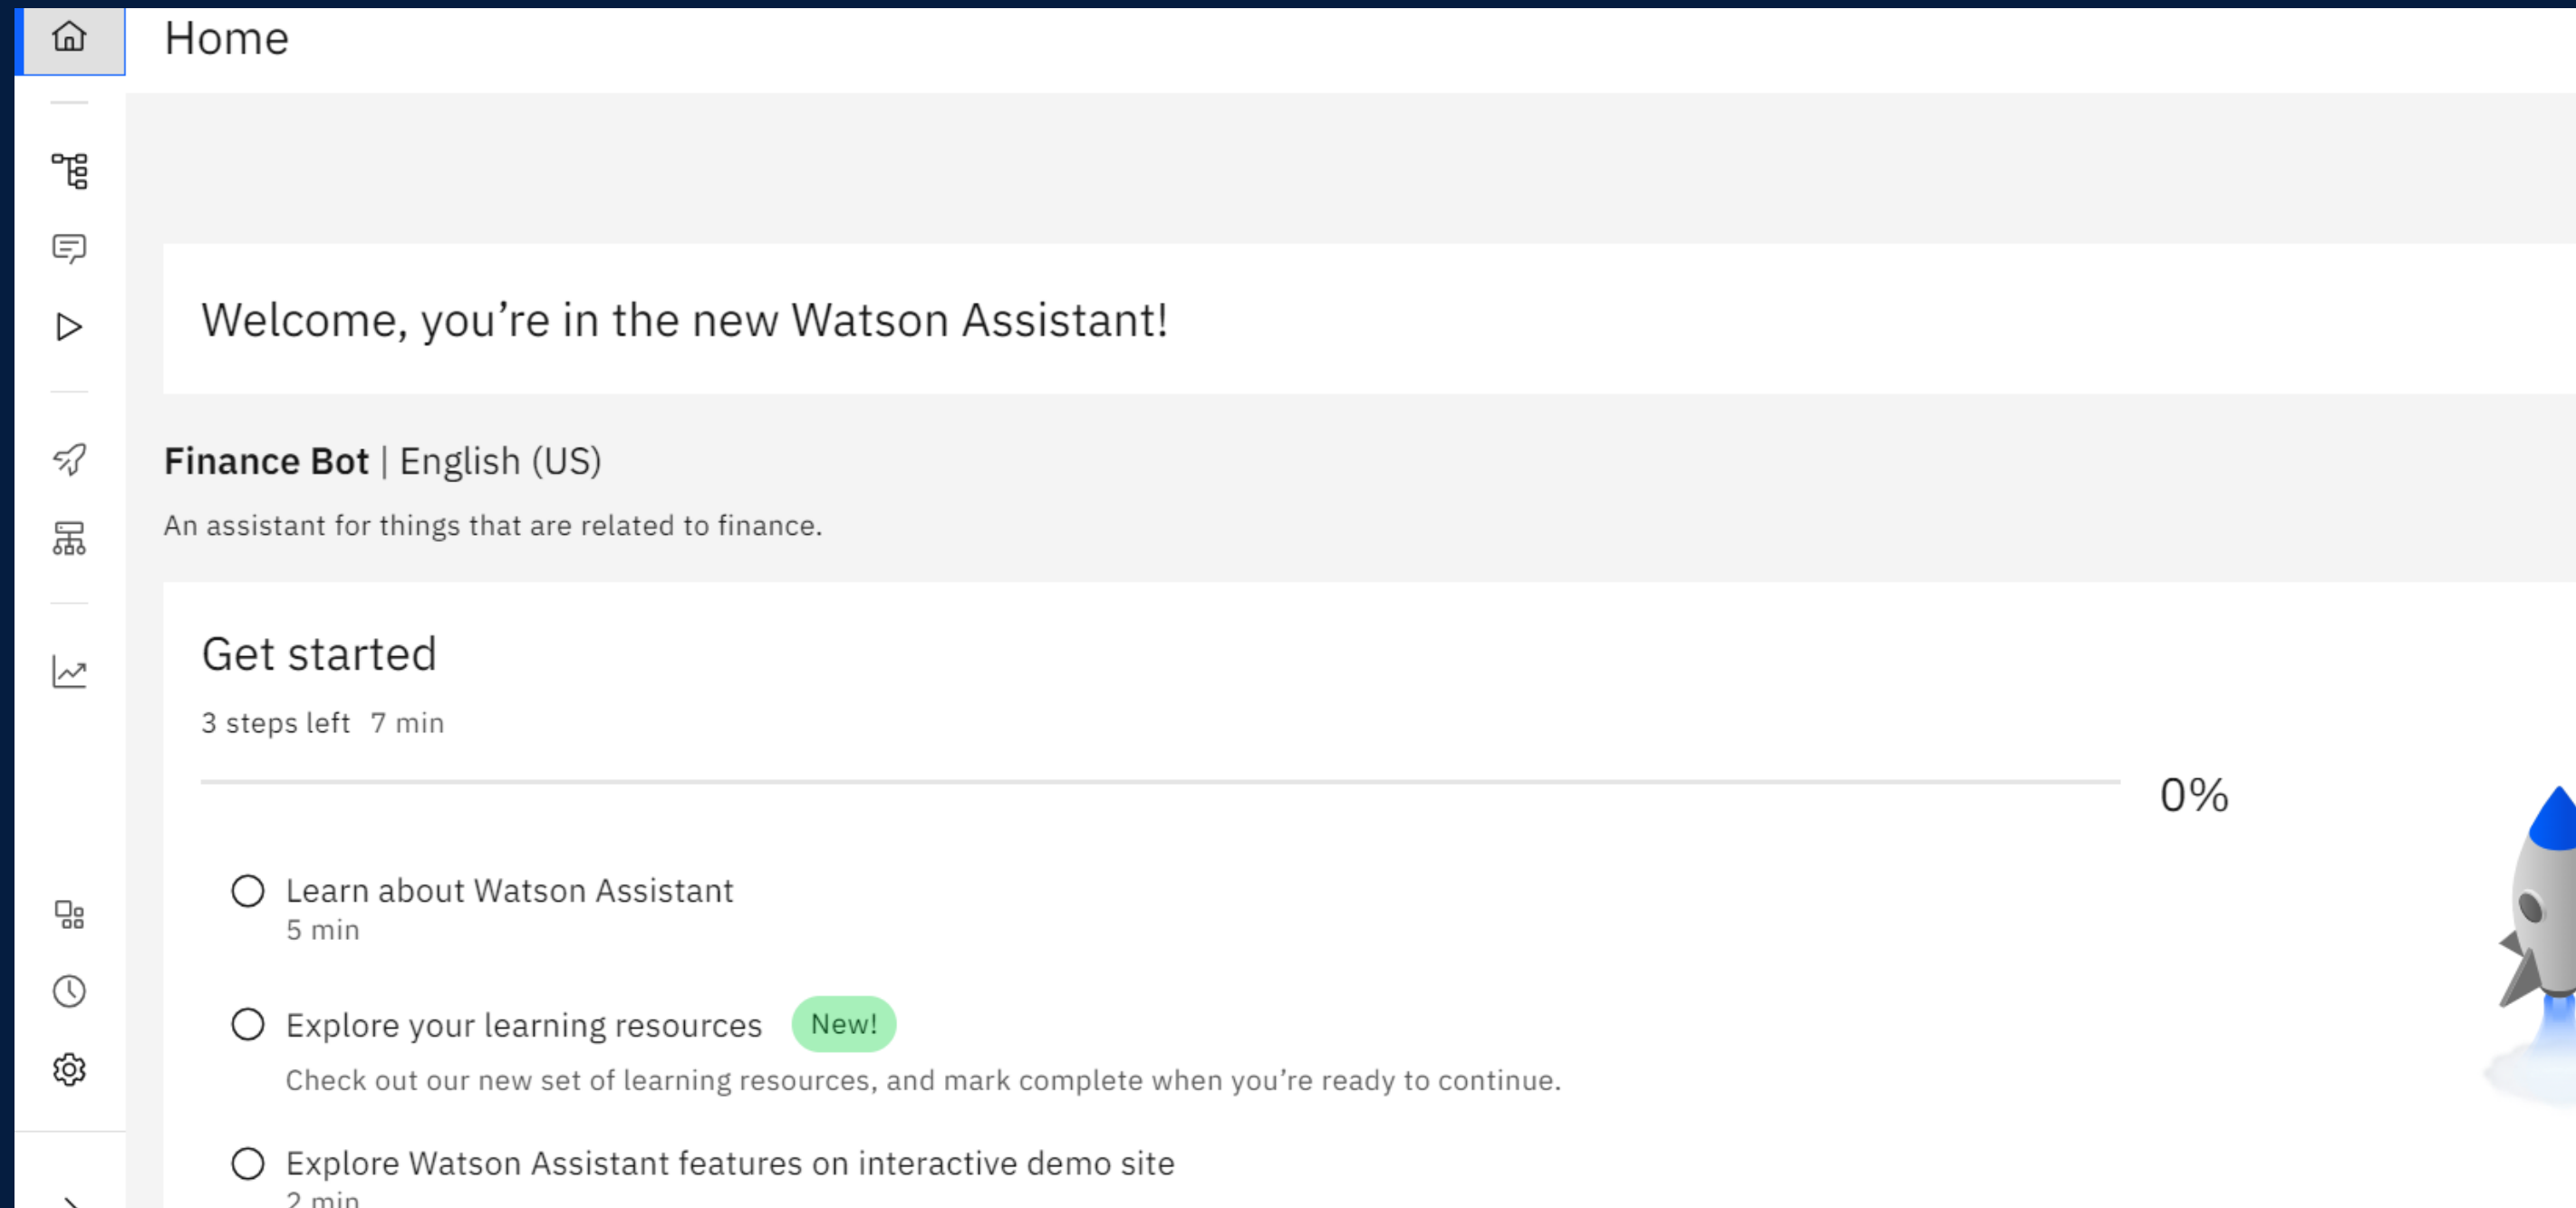 Home
Welcome, you’re in the new Watson Assistant!
Finance Bot | English (US)
An assistant for things that are related to finance.
Get started
3 steps left 7 min
0%
Learn about Watson Assistant
5 min
Explore your learning resources New!
Check out our new set of learning resources, and mark complete when you’re ready to continue.
Explore Watson Assistant features on interactive demo site
2 min